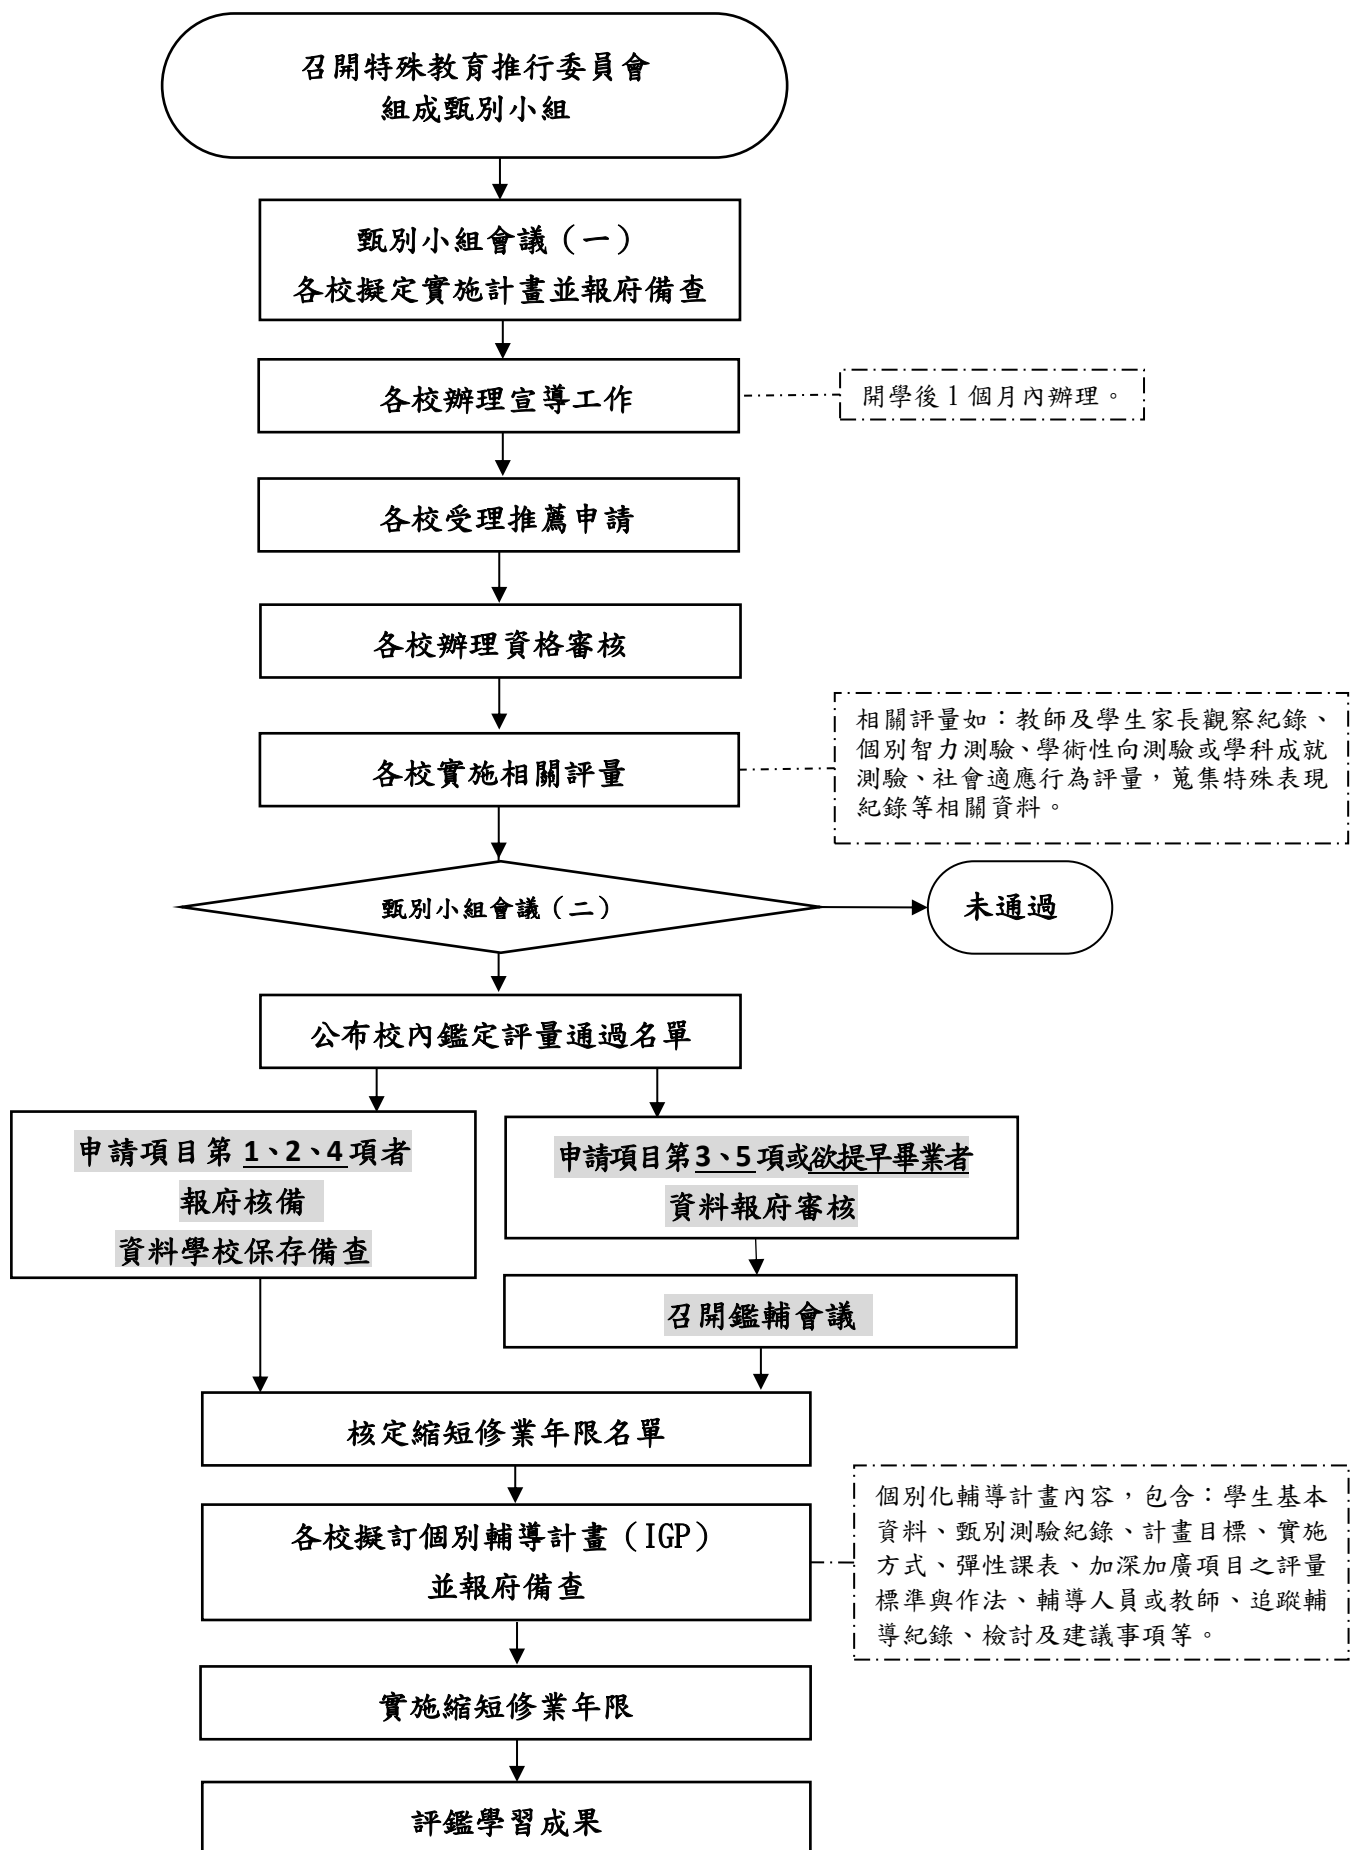 召開特殊教育推行委員會
組成甄別小組
甄別小組會議（一）
各校擬定實施計畫並報府備查
各校辦理宣導工作
開學後 1 個月內辦理。
各校受理推薦申請
各校辦理資格審核
各校實施相關評量
相關評量如：教師及學生家長觀察紀錄、
個別智力測驗、學術性向測驗或學科成就
測驗、社會適應行為評量，蒐集特殊表現
紀錄等相關資料。
甄別小組會議（二）
未通過
公布校內鑑定評量通過名單
申請項目第 1、2、4 項者
報府核備
資料學校保存備查
申請項目第 3、5 項或欲提早畢業者
資料報府審核
召開鑑輔會議
核定縮短修業年限名單
各校擬訂個別輔導計畫（IGP）
並報府備查
個別化輔導計畫內容，包含：學生基本
資料、甄別測驗紀錄、計畫目標、實施
方式、彈性課表、加深加廣項目之評量
標準與作法、輔導人員或教師、追蹤輔
導紀錄、檢討及建議事項等。
實施縮短修業年限
評鑑學習成果